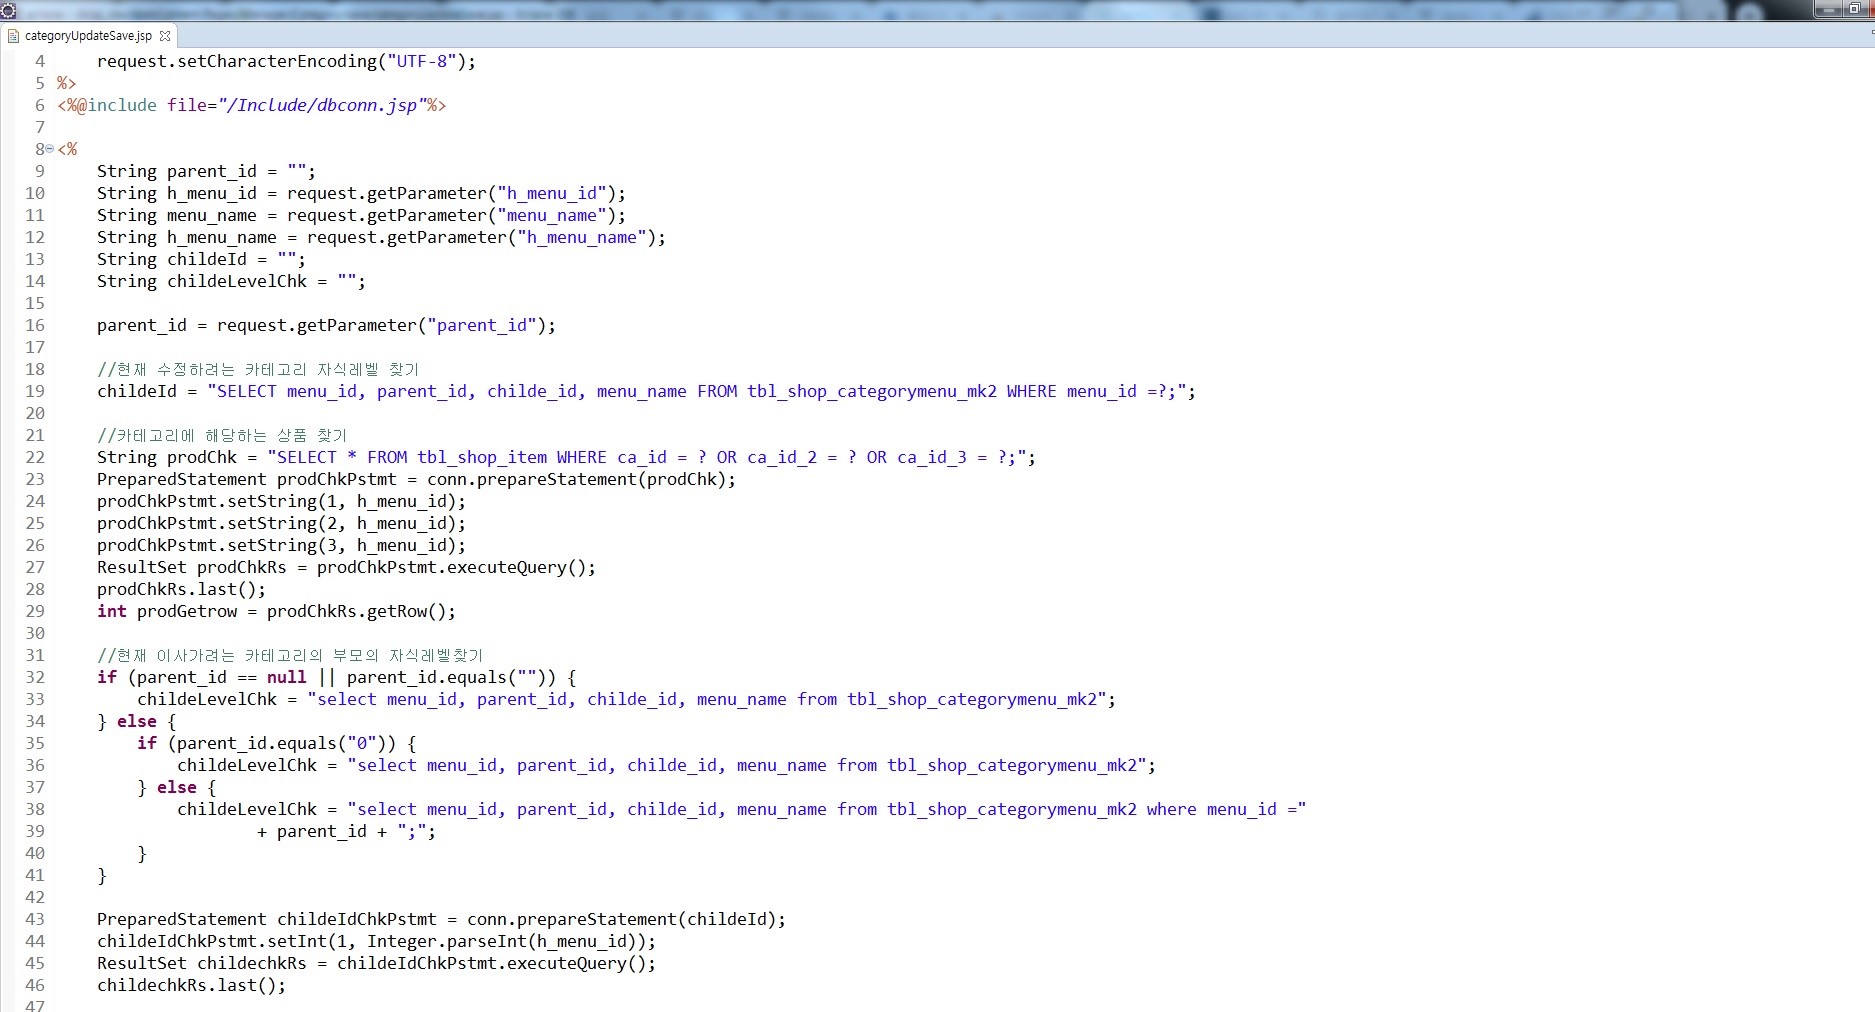 categoryUpdateSave.jsp
4 request.setCharacterEncoding("UTF-8");
5 %>
6 <%@include file="/Include/dbconn.jsp"%>
7
8 <%
9 String parent_id = "";
10 String h_menu_id = request.getParameter("h_menu_id");
11 String menu_name = request.getParameter("menu_name");
12 String h_menu_name = request.getParameter("h_menu_name");
13 String childeId = "";
14 String childeLevelChk = "";
15
16 parent_id = request.getParameter("parent_id");
17
18 //현재 수정하려는 카테고리 자식레벨 찾기
19 childeId = "SELECT menu_id, parent_id, childe_id, menu_name FROM tbl_shop_categorymenu_mk2 WHERE menu_id =?;";
20
21 //카테고리에 해당하는 상품 찾기
22 String prodChk = "SELECT * FROM tbl_shop_item WHERE ca_id = ? OR ca_id_2 = ? OR ca_id_3 = ?;";
23 PreparedStatement prodChkPstmt = conn.prepareStatement(prodChk);
24 prodChkPstmt.setString(1, h_menu_id);
25 prodChkPstmt.setString(2, h_menu_id);
26 prodChkPstmt.setString(3, h_menu_id);
27 ResultSet prodChkRs = prodChkPstmt.executeQuery();
28 prodChkRs.last();
29 int prodGetrow = prodChkRs.getRow();
30
31 //현재 이사가려는 카테고리의 부모의 자식레벨찾기
32 if (parent_id == null || parent_id.equals("")) {
33 childeLevelChk = "select menu_id, parent_id, childe_id, menu_name from tbl_shop_categorymenu_mk2";
34 } else {
35 if (parent_id.equals("0")) {
36 childeLevelChk = "select menu_id, parent_id, childe_id, menu_name from tbl_shop_categorymenu_mk2";
37 } else {
38 childeLevelChk = "select menu_id, parent_id, childe_id, menu_name from tbl_shop_categorymenu_mk2 where menu_id ="
39 + parent_id + ";";
40 }
41 }
42
43 PreparedStatement childeIdChkPstmt = conn.prepareStatement(childeId);
44 childeIdChkPstmt.setInt(1, Integer.parseInt(h_menu_id));
45 ResultSet childechkRs = childeIdChkPstmt.executeQuery();
46 childechkRs.last();
47